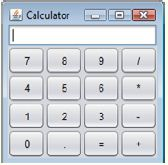 Calculator
7 8 9 /
4 5 6 *
1 2 3 -
0 . = +